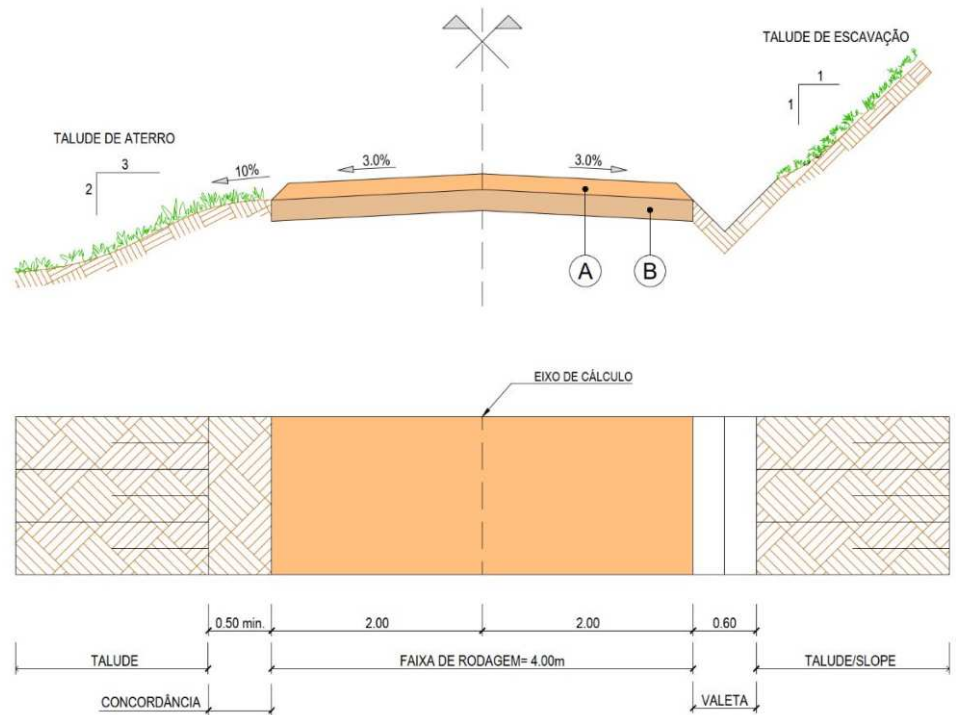 TALUDE DE ESCAVAÇÃO
1
1
TALUDE DE ATERRO
3
2
10%
3.0%
3.0%
A
B
EIXO DE CÁLCULO
0.50 min.
2.00
2.00
0.60
TALUDE
FAIXA DE RODAGEM= 4.00m
TALUDE/SLOPE
CONCORDÂNCIA
VALETA